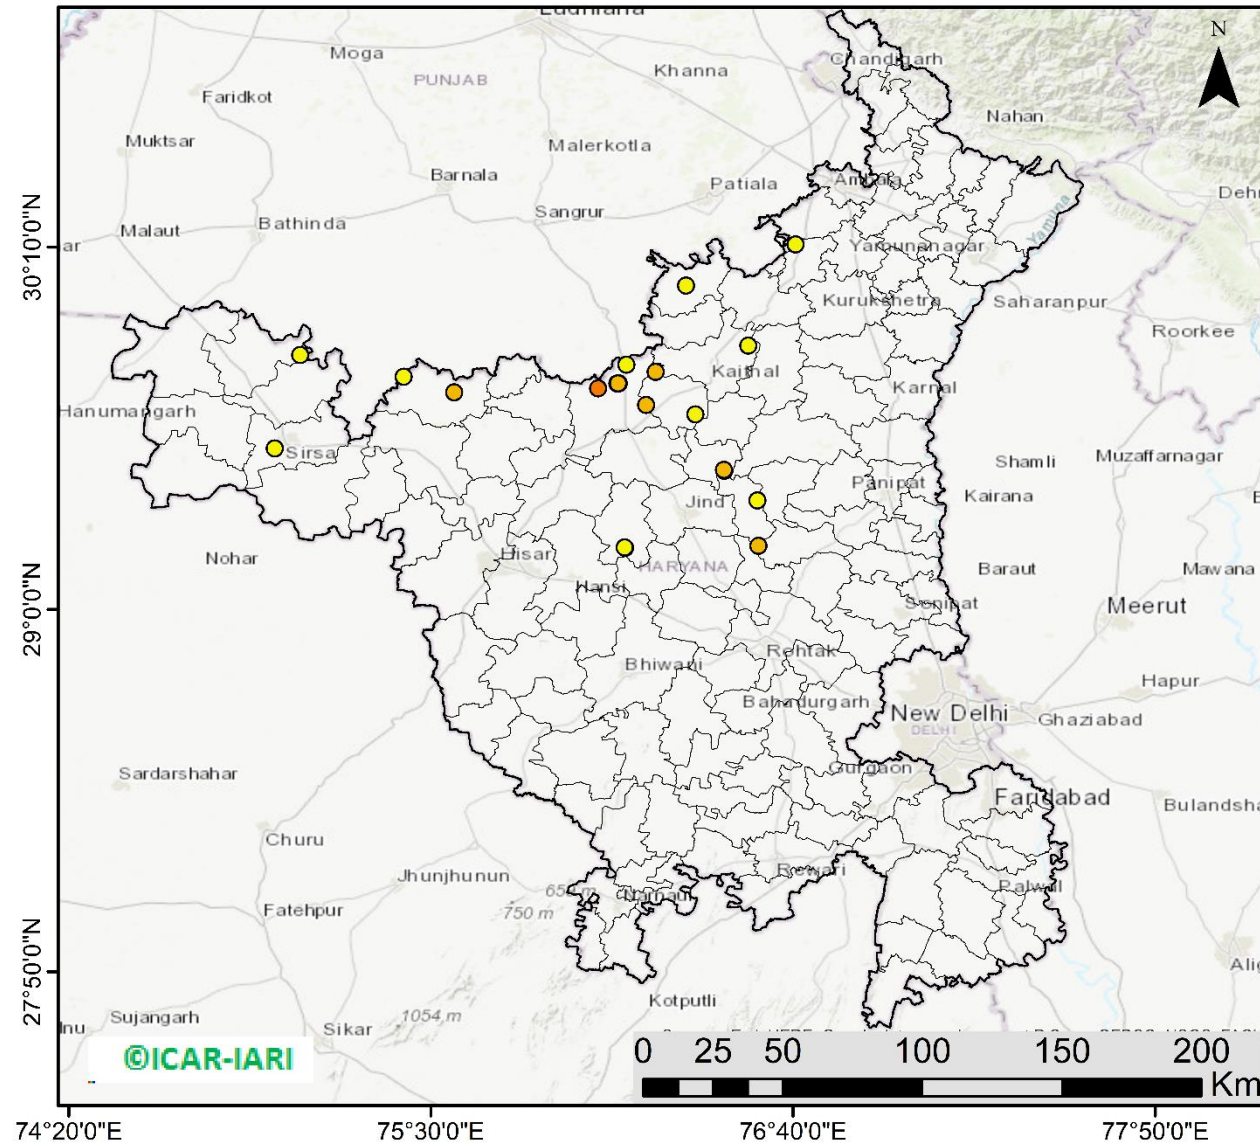 Ludhiana
N
Moga
Chandigarh
PUNJAB
Khanna
Faridkot
Nahan
Muktsar
Malerkotla
Barnala
Patiala
Ambala
Sangrur
Malaut
Bathinda
Yamuna
Yamunanagar
30°10'0"N
Kurukshetra
Saharanpur
Roorkee
Kaithal
Karnal
Hanumangarh
Sirsa
Shamli
Muzaffarnagar
Panipat
Kairana
Jind
Nohar
Hisar
HARYANA
Baraut
Mawana
Hansi
29°0'0"N
Sonipat
Meerut
Rohtak
Bhiwani
Hapur
Bahadurgarh
New Delhi
Ghaziabad
DELHI
Gurgaon
Sardarshahar
Faridabad
Churu
Rewari
Jhunjhunun
Palwal
Narnaul
750 m
Fatehpur
27°50'0"N
Kotputli
Sujangarh
1054 m
Sikar
©ICAR-IARI
0 25 50 100 150 200
Km
74°20'0"E 75°30'0"E 76°40'0"E 77°50'0"E